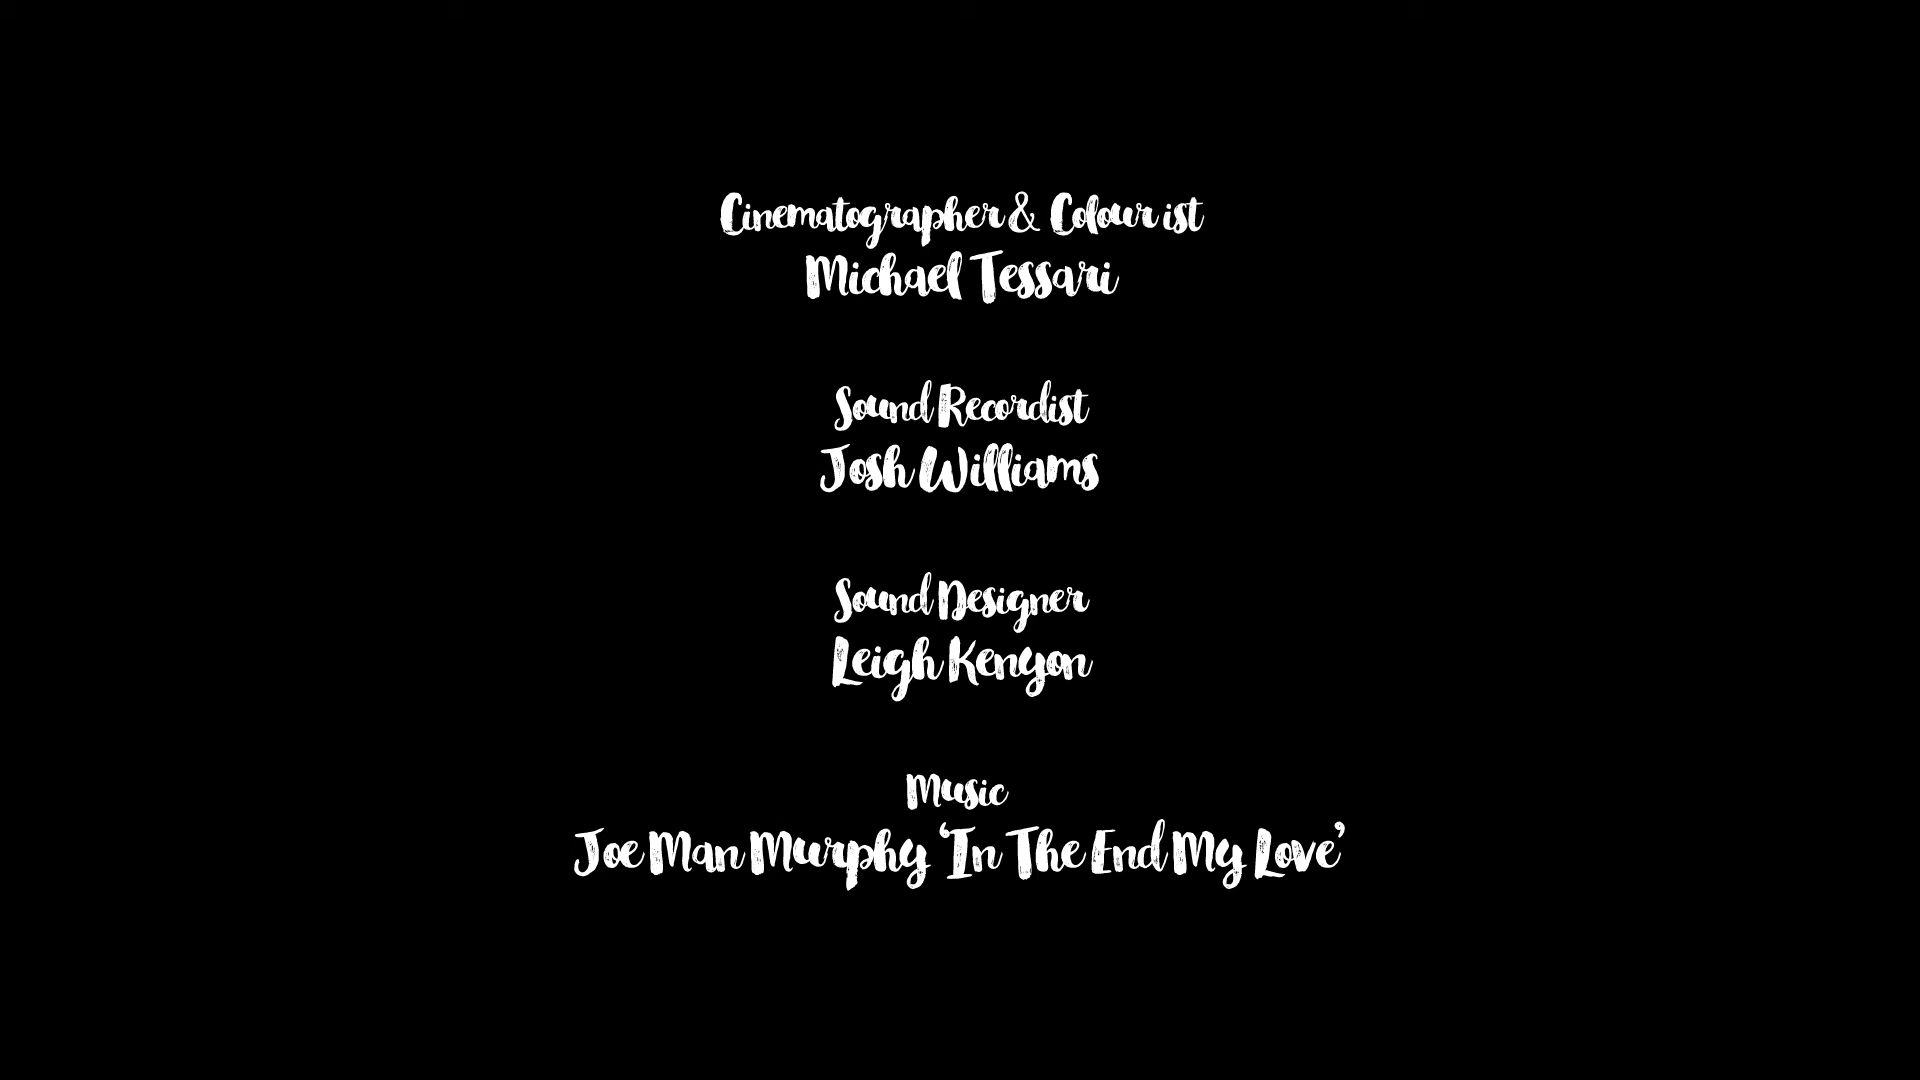 Cinematographer & Colourist
Michael Tessari
Sound Recordist
Josh Williams
Sound Designer
Leigh Kenyon
Music
Joe Man Murphy ‘In The End My Love’